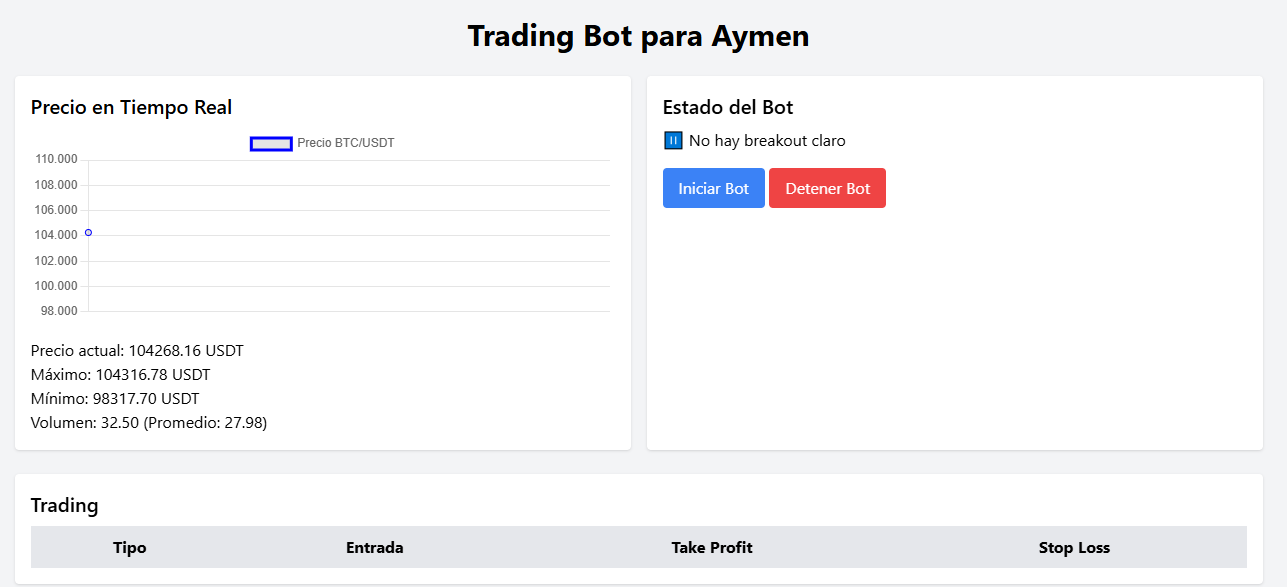 Trading Bot para Aymen
Precio en Tiempo Real
Precio BTC/USDT
110.000
108.000
106.000
104.000
102.000
100.000
98.000
Precio actual: 104268.16 USDT
Máximo: 104316.78 USDT
Mínimo: 98317.70 USDT
Volumen: 32.50 (Promedio: 27.98)
Estado del Bot
⏸ No hay breakout claro
Iniciar Bot Detener Bot
Trading
Tipo Entrada Take Profit Stop Loss